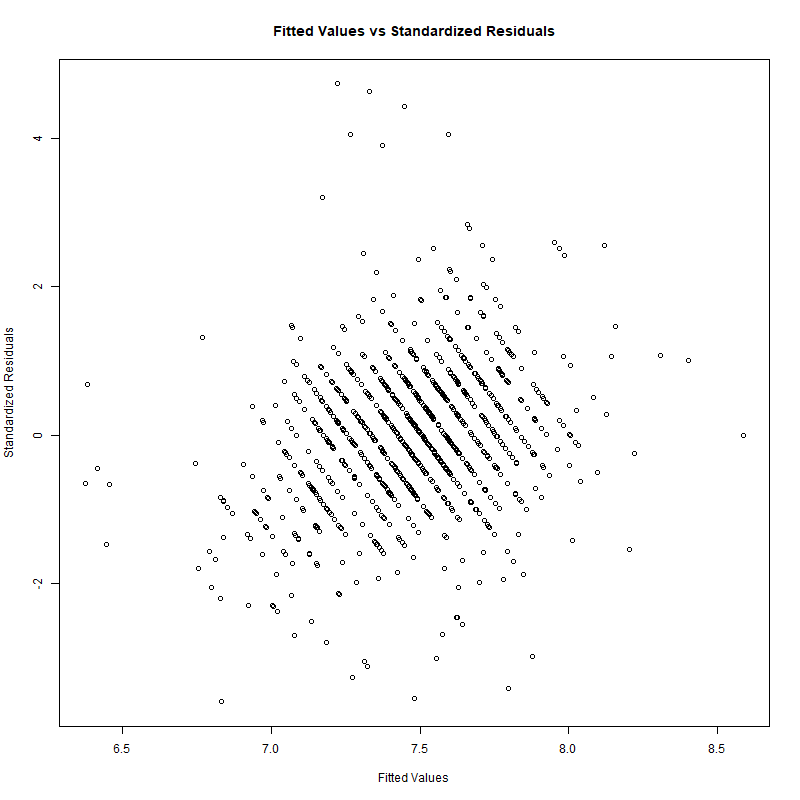 Fitted Values vs Standardized Residuals
Standardized Residuals
4
2
0
-2
6.5 7.0 7.5 8.0 8.5
Fitted Values